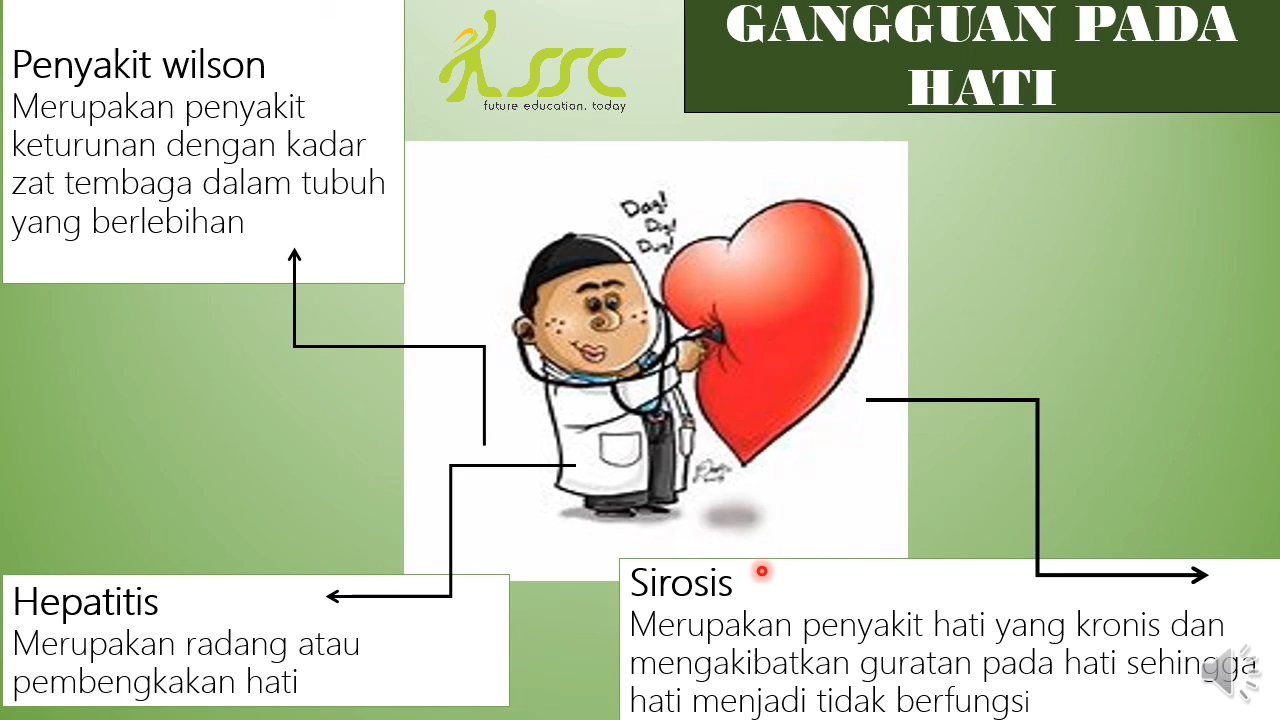 GANGGUAN PADA
HATI
SSC
future education. today
Penyakit wilson
Merupakan penyakit
keturunan dengan kadar
zat tembaga dalam tubuh
yang berlebihan
Dag!
Dig!
Dug!
Hepatitis
Merupakan radang atau
pembengkakan hati
Sirosis
Merupakan penyakit hati yang kronis dan
mengakibatkan guratan pada hati sehingga
hati menjadi tidak berfungsi